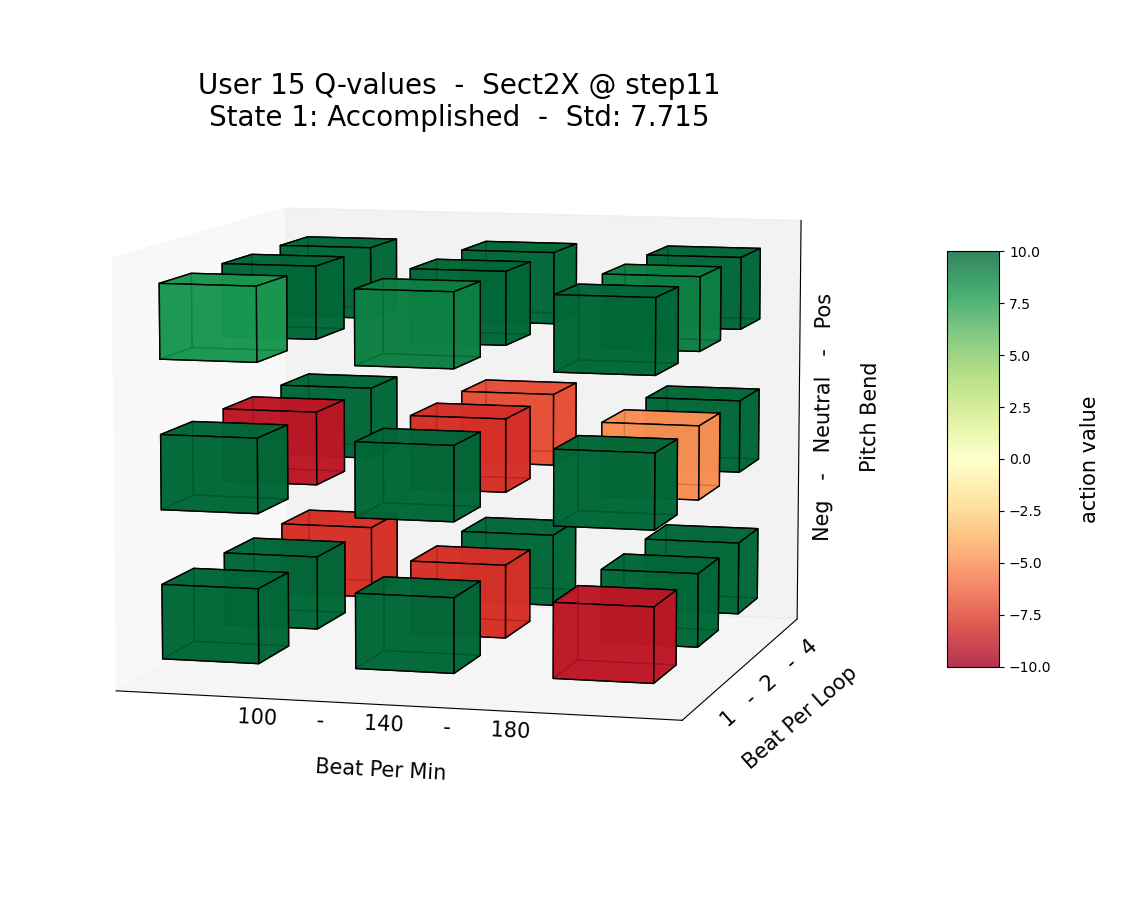 User 15 Q-values  -  Sect2X @ step11
State 1: Accomplished  -  Std: 7.715
Neg  -  Neutral  -  Pos
Pitch Bend
1  -  2  -  4
Beat Per Loop
100  -  140  -  180
Beat Per Min
10.0
7.5
5.0
2.5
0.0
−2.5
−5.0
−7.5
−10.0
action value